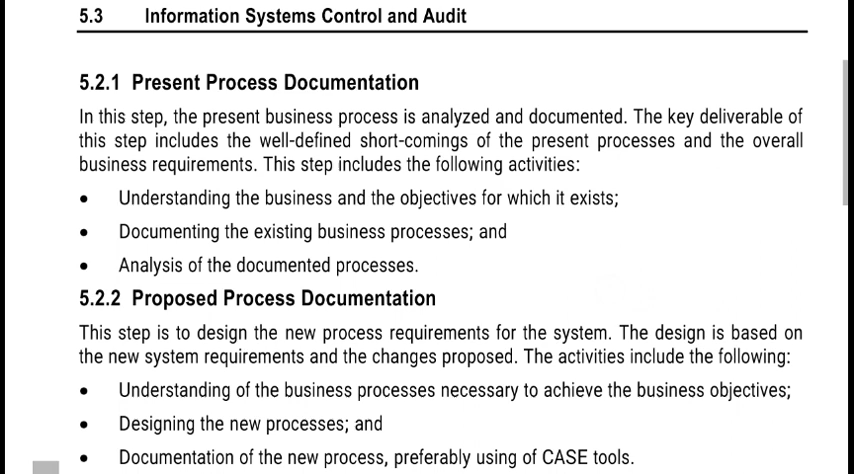 5.3 Information Systems Control and Audit
5.2.1 Present Process Documentation
In this step, the present business process is analyzed and documented. The key deliverable of
this step includes the well-defined short-comings of the present processes and the overall
business requirements. This step includes the following activities:
• Understanding the business and the objectives for which it exists;
• Documenting the existing business processes; and
• Analysis of the documented processes.
5.2.2 Proposed Process Documentation
This step is to design the new process requirements for the system. The design is based on
the new system requirements and the changes proposed. The activities include the following:
• Understanding of the business processes necessary to achieve the business objectives;
• Designing the new processes; and
• Documentation of the new process, preferably using of CASE tools.